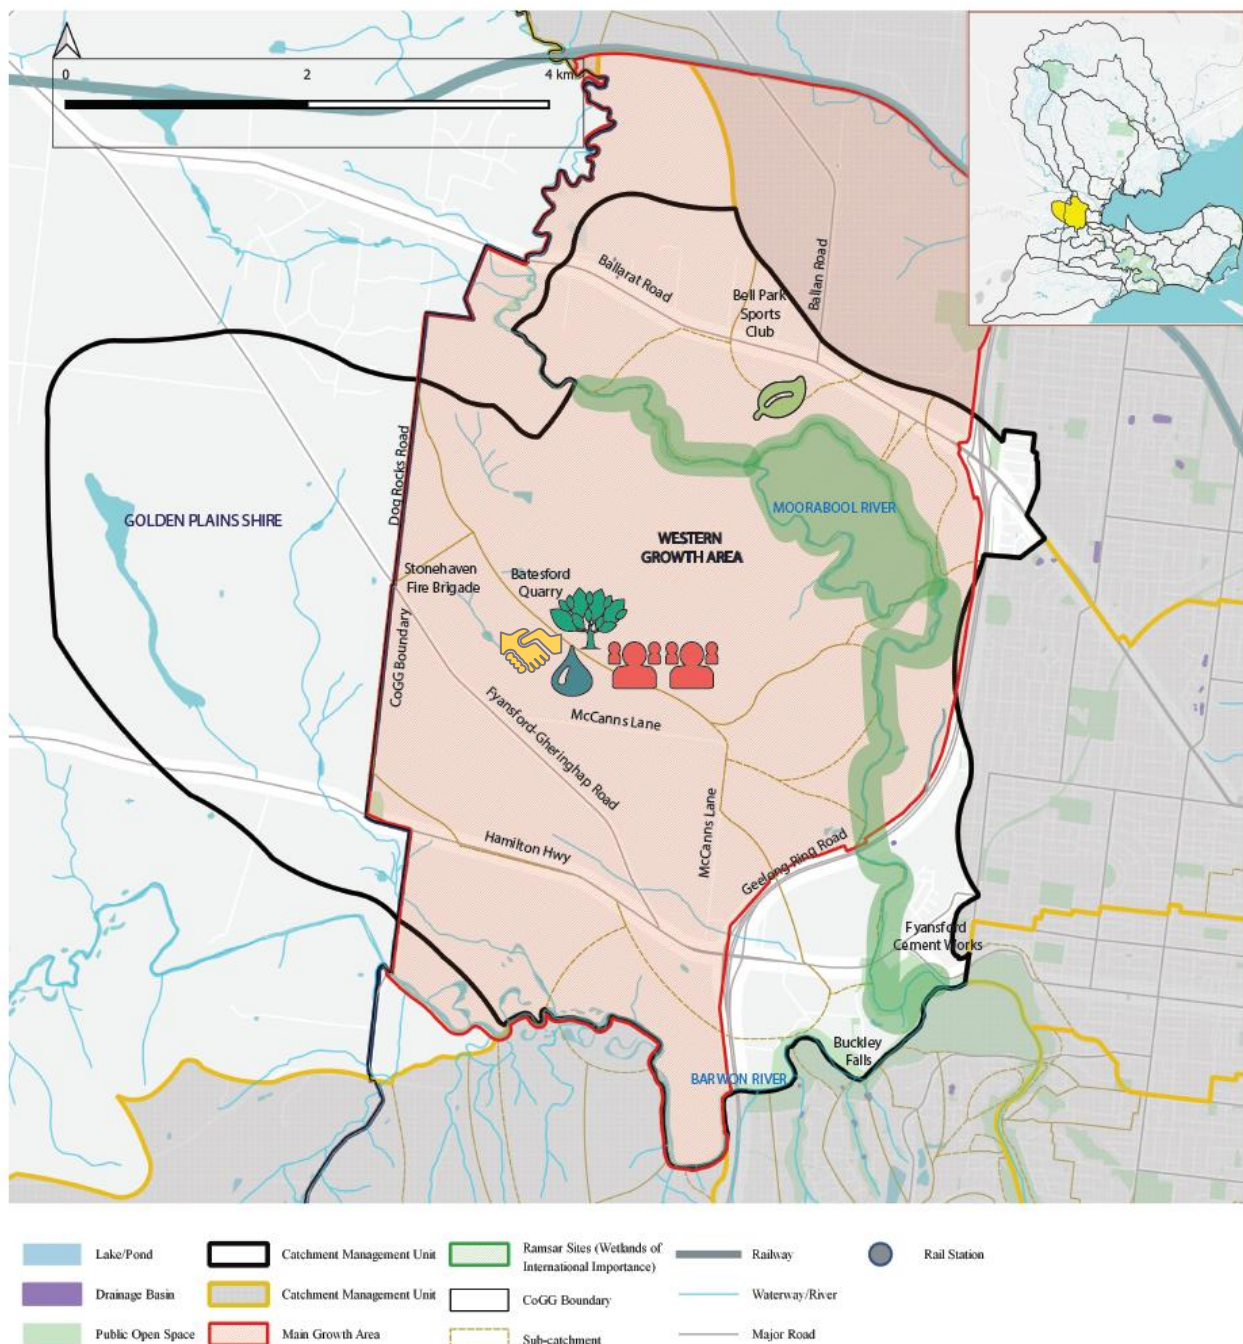 0 2 4 km
Ballarat Road
Ballan Road
Bell Park
Sports
Club
Dog Rocks Road
GOLDEN PLAINS SHIRE
MOORABOOL RIVER
WESTERN
GROWTH AREA
Stonehaven
Fire Brigade
Batesford
Quarry
CoGG Boundary
Fyansford-Gheringhap Road
McCanns Lane
McCanns Lane
Hamilton Hwy
Geelong Ring Road
Fyansford
Cement Works
Buckley
Falls
BARWON RIVER
Lake/Pond
Catchment Management Unit
Ramsar Sites (Wetlands of
International Importance)
Railway
Rail Station
Drainage Basin
Catchment Management Unit
CoGG Boundary
Waterway/River
Public Open Space
Main Growth Area
Sub-catchment
Major Road